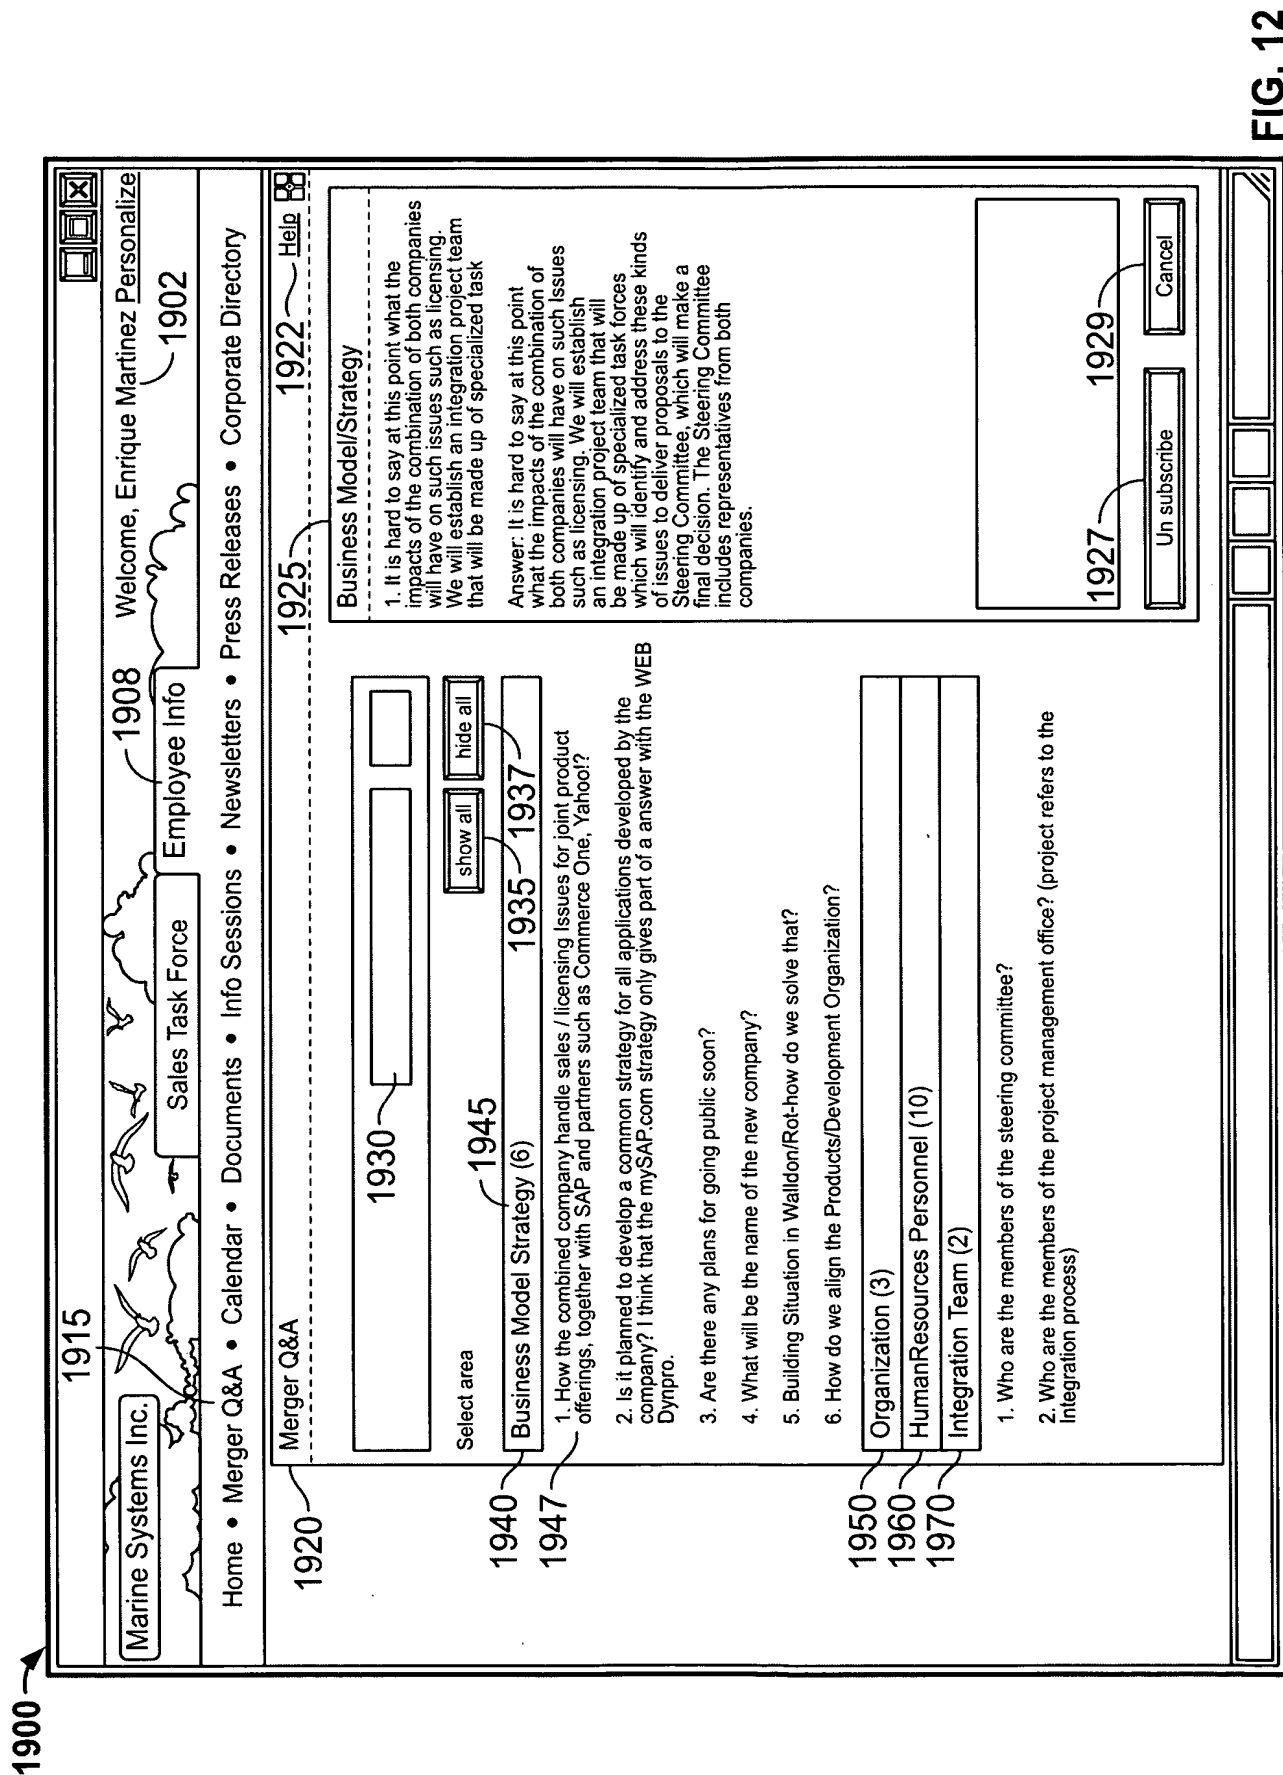 1900
1915
Marine Systems Inc.
1908
Welcome, Enrique Martinez Personalize
1902
Sales Task Force
Employee Info
Home • Merger Q&A • Calendar • Documents • Info Sessions • Newsletters • Press Releases • Corporate Directory
1920
Merger Q&A
1925
1922
Help
1930
Select area
show all
hide all
1935
1937
1945
1940
Business Model Strategy (6)
1947
1. How the combined company handle sales / licensing Issues for joint product
offerings, together with SAP and partners such as Commerce One, Yahoo!?
2. Is it planned to develop a common strategy for all applications developed by the
company? I think that the mySAP.com strategy only gives part of a answer with the WEB
Dynpro.
3. Are there any plans for going public soon?
4. What will be the name of the new company?
5. Building Situation in Walldon/Rot-how do we solve that?
6. How do we align the Products/Development Organization?
1950
Organization (3)
1960
HumanResources Personnel (10)
1970
Integration Team (2)
1. Who are the members of the steering committee?
2. Who are the members of the project management office? (project refers to the
Integration process)
Business Model/Strategy
1. It is hard to say at this point what the
impacts of the combination of both companies
will have on such issues such as licensing.
We will establish an integration project team
that will be made up of specialized task
Answer: It is hard to say at this point
what the impacts of the combination of
both companies will have on such Issues
such as licensing. We will establish
an integration project team that will
be made up of specialized task forces
which will identify and address these kinds
of issues to deliver proposals to the
Steering Committee, which will make a
final decision. The Steering Committee
includes representatives from both
companies.
1927
1929
Un subscribe
Cancel
FIG. 12